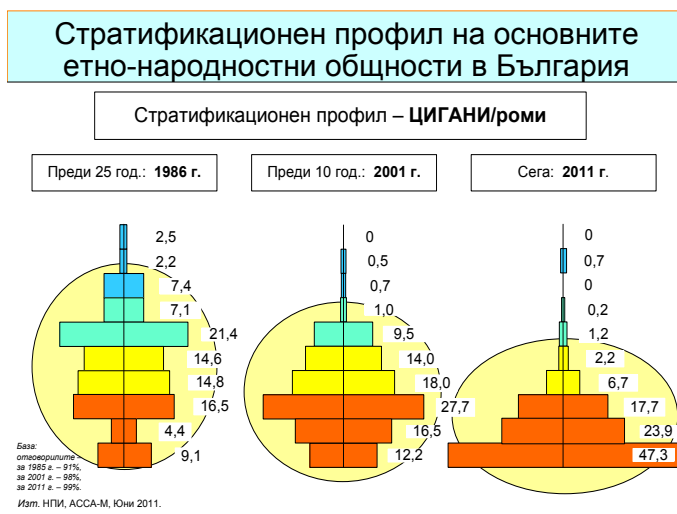 Стратификационен профил на основните
етно-народностни общности в България
Стратификационен профил – ЦИГАНИ/роми
Преди 25 год.: 1986 г.
Преди 10 год.: 2001 г.
Сега: 2011 г.
2,5
2,2
7,4
7,1
21,4
14,6
14,8
16,5
4,4
9,1
0
0,5
0,7
1,0
9,5
14,0
18,0
27,7
16,5
12,2
0
0,7
0
0,2
1,2
2,2
6,7
17,7
23,9
47,3
База:
отговорилите –
за 1985 г. – 91%,
за 2001 г. – 98%,
за 2011 г. – 99%.
Изт. НПИ, АССА-М, Юни 2011.